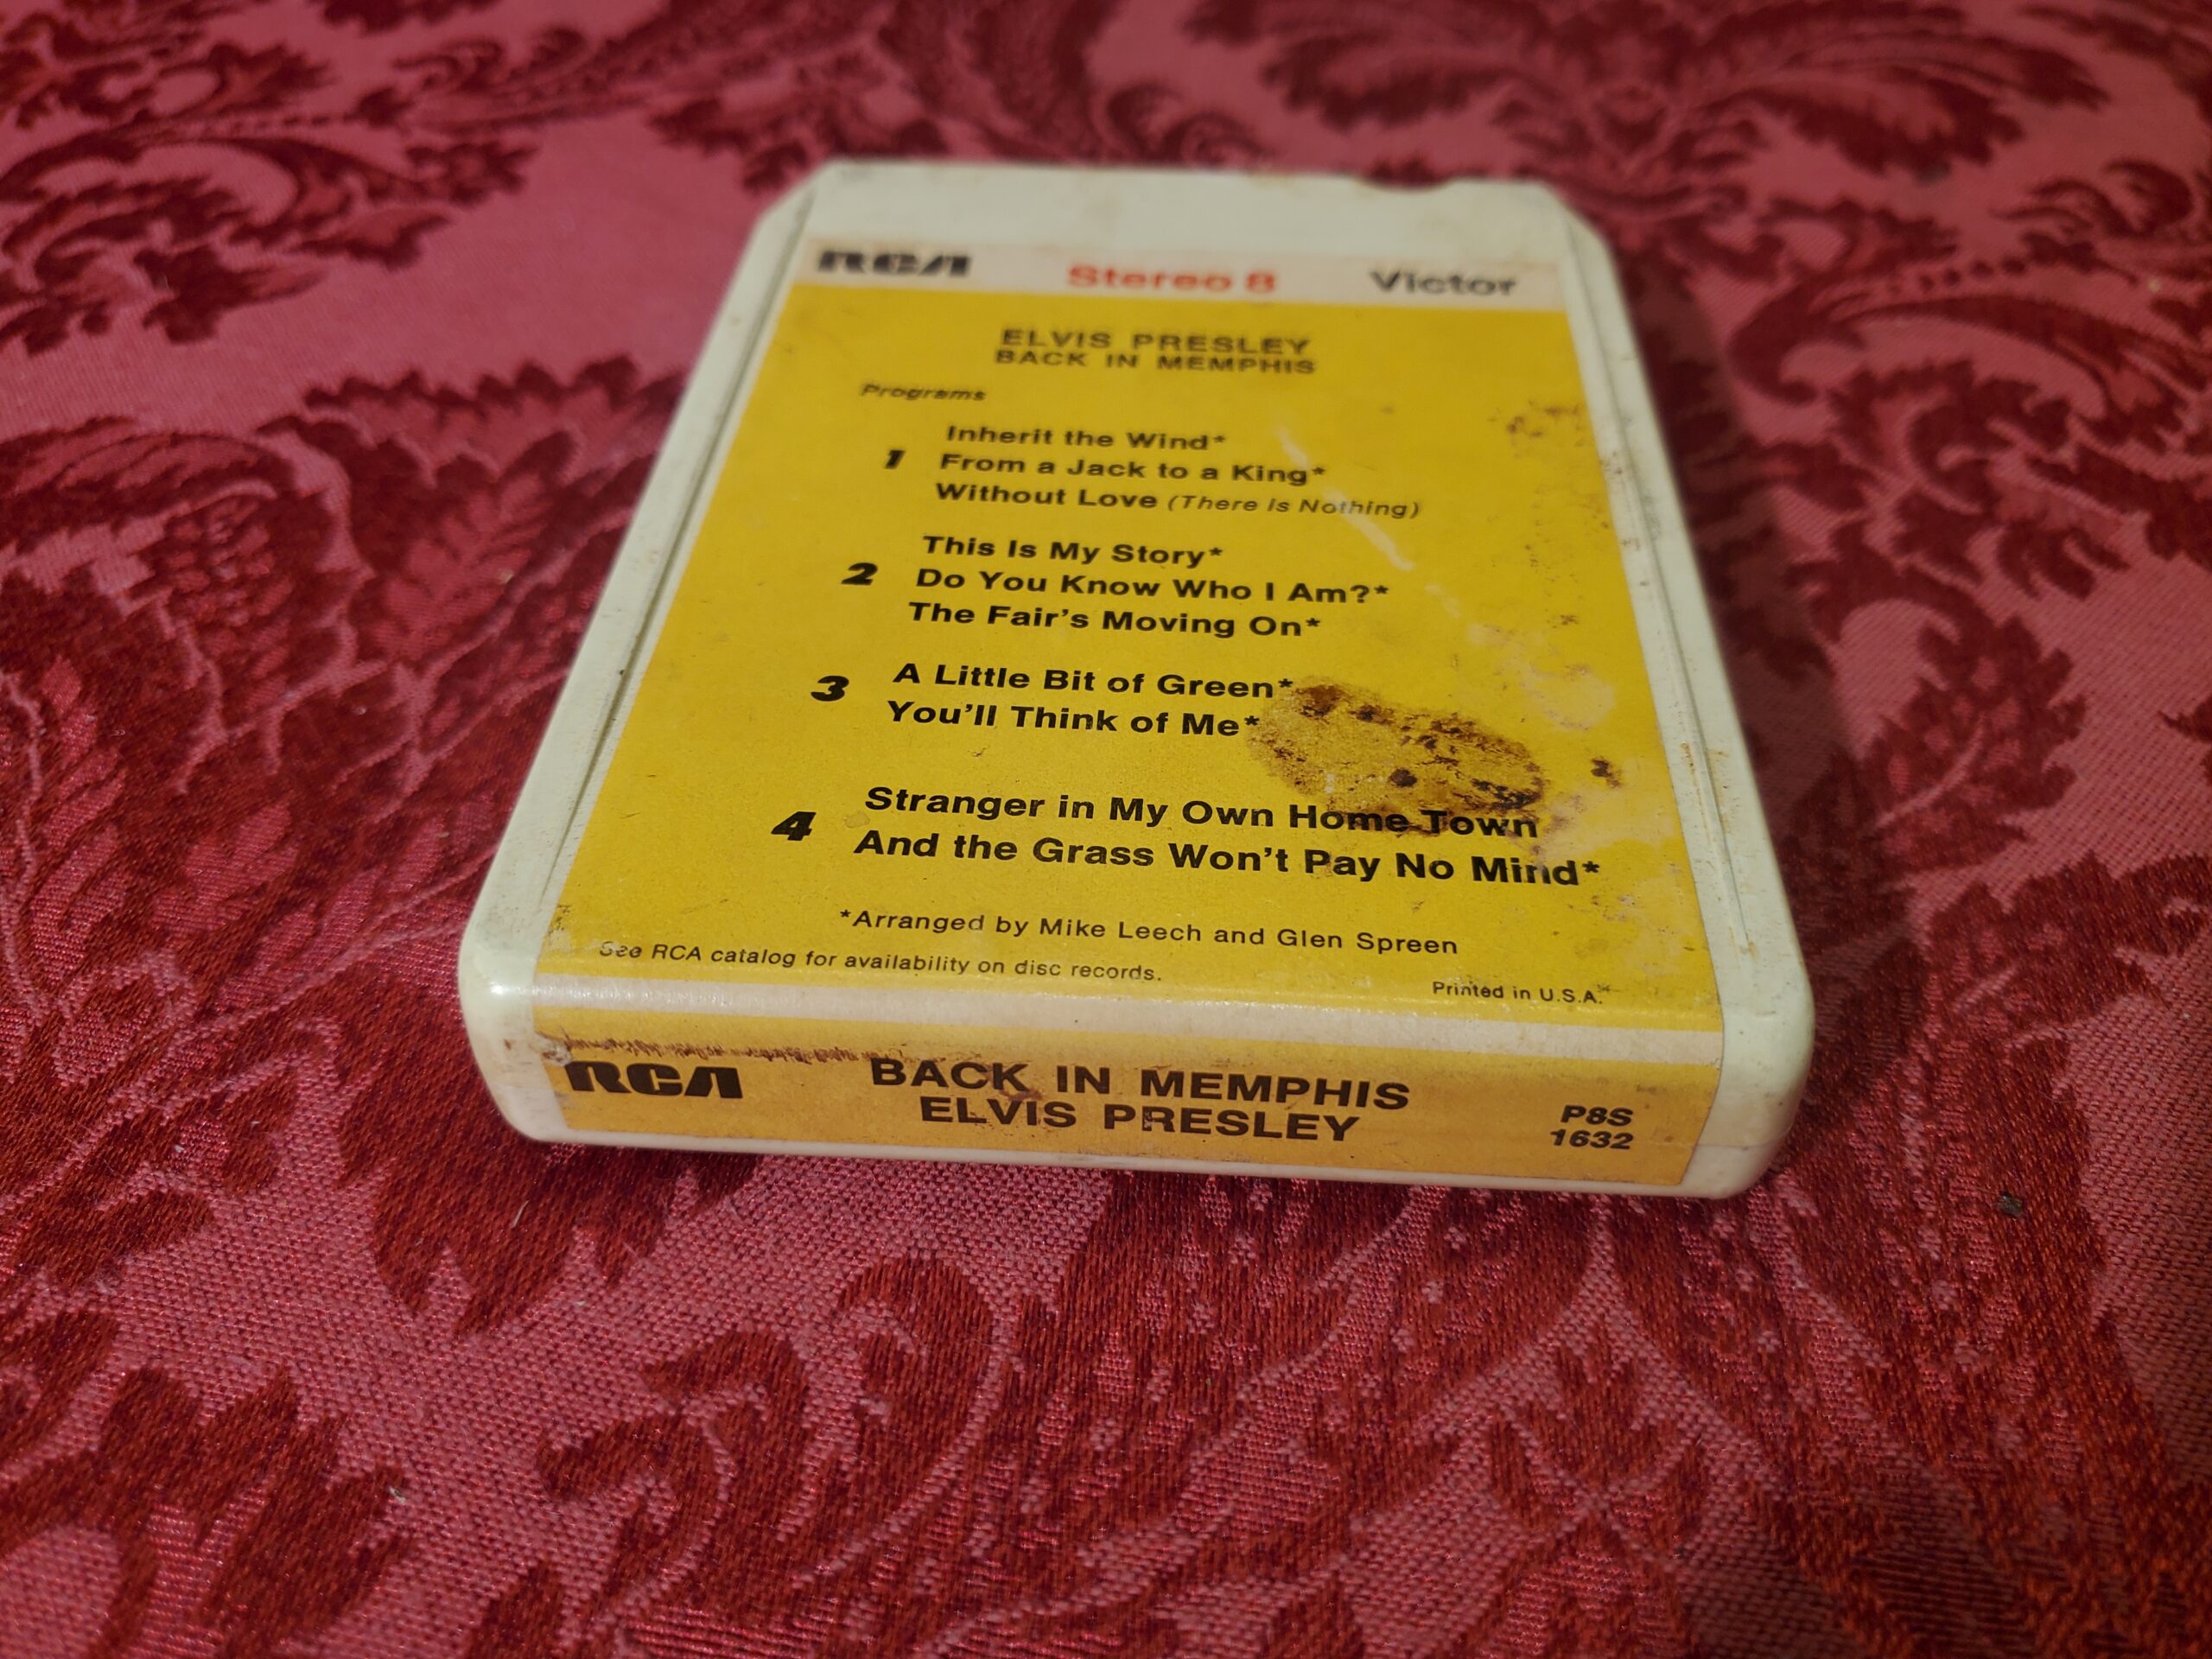 RCA Stereo 8 Victor
ELVIS PRESLEY
BACK IN MEMPHIS
Programs
Inherit the Wind*
1 From a Jack to a King*
Without Love (There is Nothing)
This Is My Story*
2 Do You Know Who I Am?*
The Fair's Moving On*
3 A Little Bit of Green*
You'll Think of Me*
4 Stranger in My Own Home Town
And the Grass Won't Pay No Mind*
*Arranged by Mike Leech and Glen Spreen
See RCA catalog for availability on disc records.
Printed in U.S.A.
RCA BACK IN MEMPHIS P8S
ELVIS PRESLEY 1632